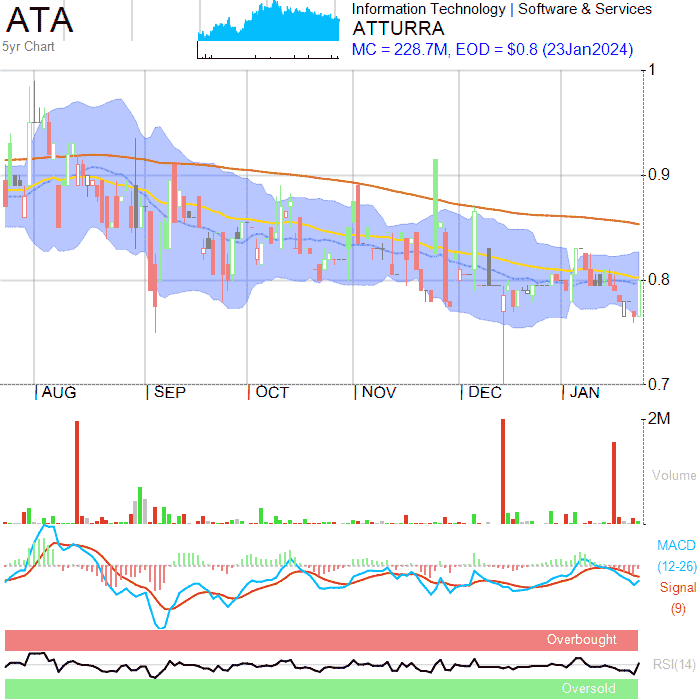 ATA
5yr Chart
Information Technology | Software & Services
ATTURRA
MC = 228.7M, EOD = $0.8 (23Jan2024)
1
0.9
0.8
0.7
AUG SEP OCT NOV DEC JAN
2M
Volume
MACD
(12-26)
Signal
(9)
Overbought
RSI(14)
Oversold